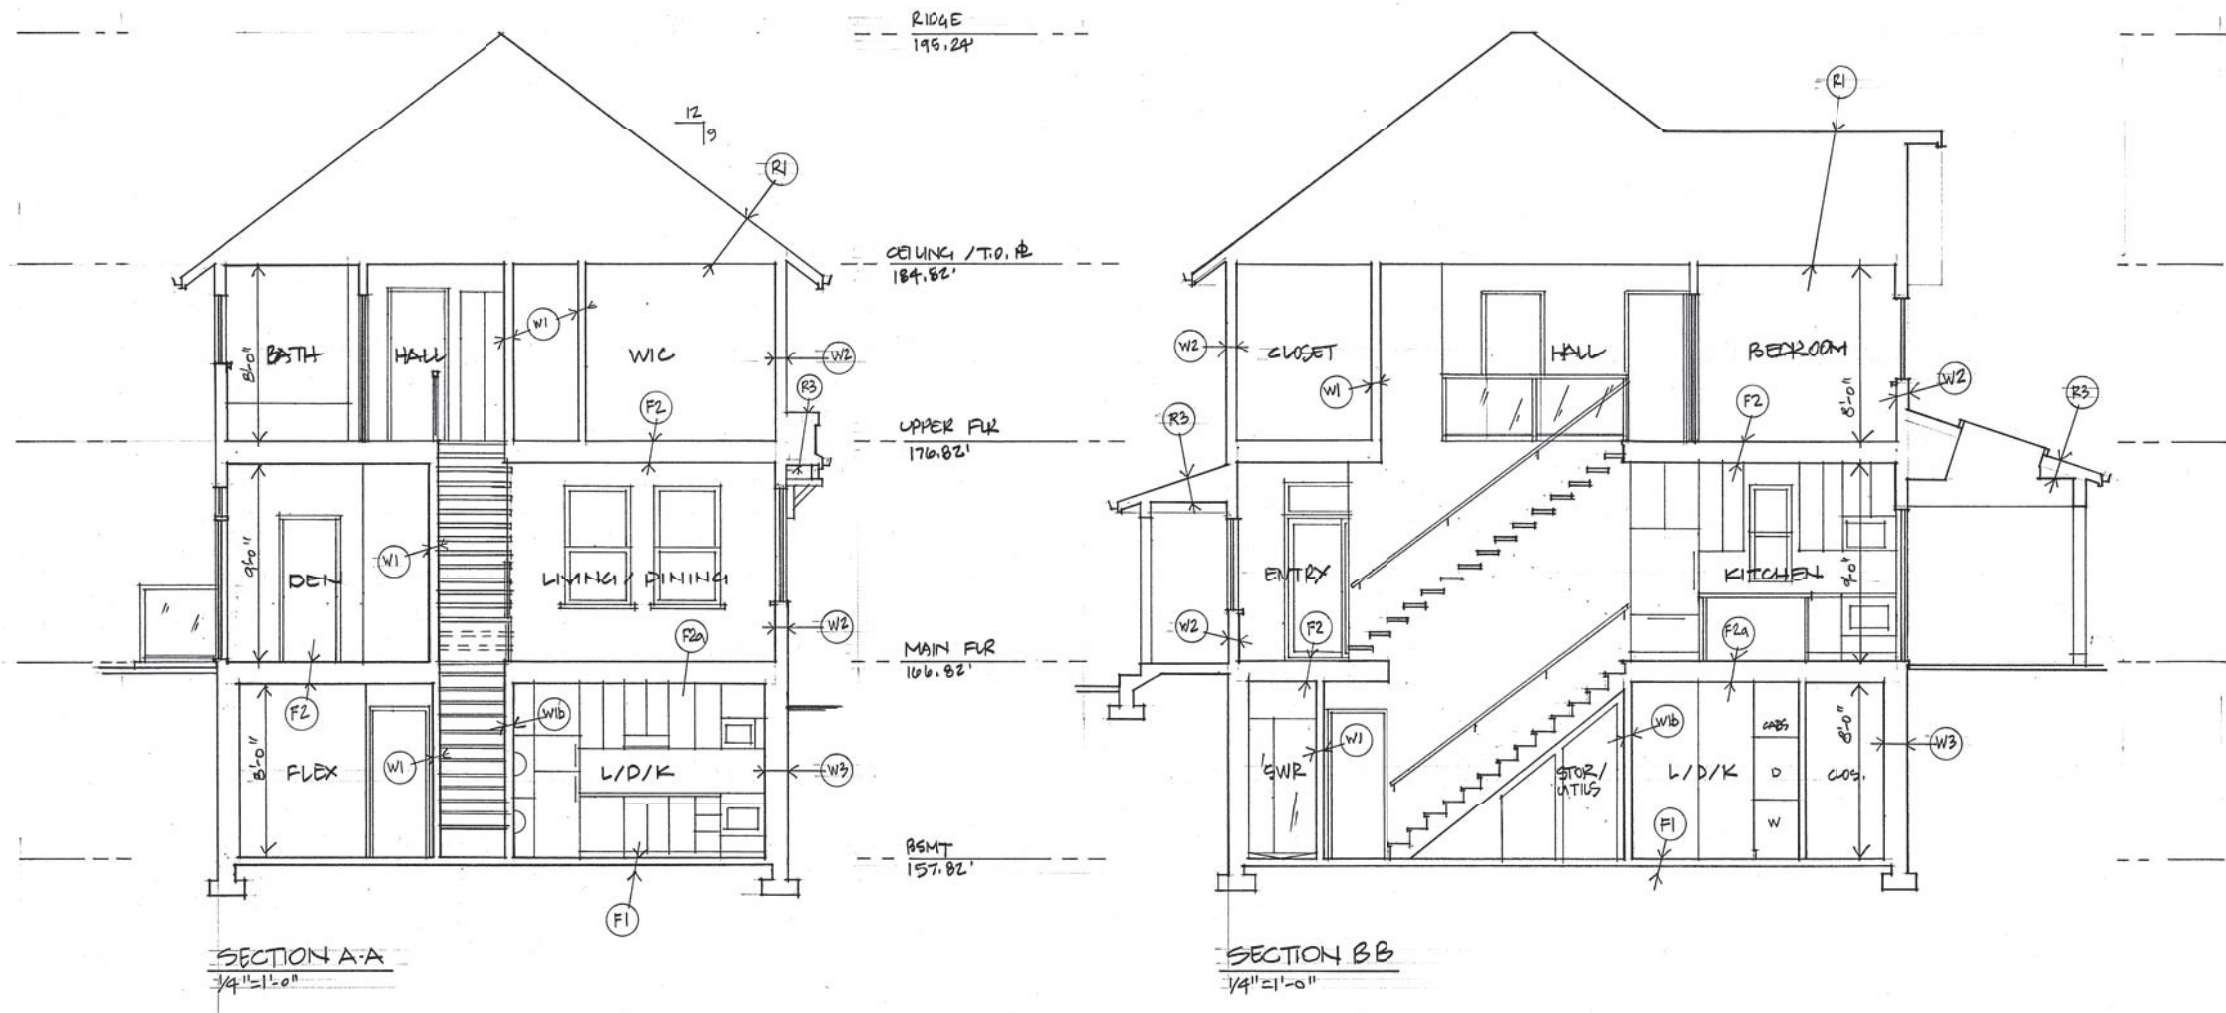 RIDGE
195.24'
12
9
R1
CEILING / T.O. PL
184.82'
8'-0"
BATH
HALL
W1
WIC
W2
R3
F2
UPPER FLR
176.82'
9'-0"
DEN
W1
LIVING / DINING
F2a
W2
MAIN FLR
166.82'
F2
8'-0"
FLEX
W1
W1b
L/D/K
W3
BSMT
157.82'
F1
SECTION A-A
1/4"=1'-0"
R1
W2
CLOSET
W1
HALL
BEDROOM
8'-0"
W2
R3
F2
R3
ENTRY
W2
F2
KITCHEN
9'-0"
F2a
SWR
W1
STOR/
UTILS
W1b
L/D/K
CABS
D
W
8'-0"
CLOS.
W3
F1
SECTION BB
1/4"=1'-0"